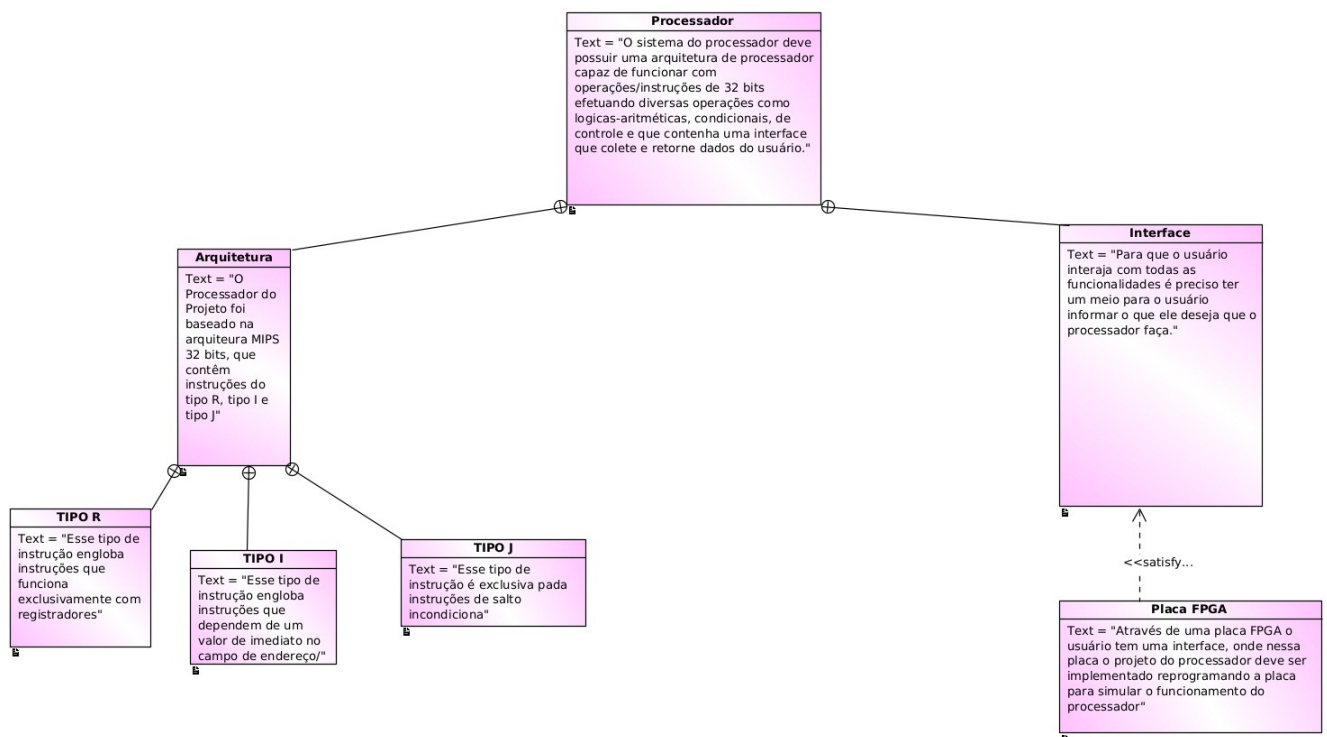 Processador
Text = "O sistema do processador deve
possuir uma arquitetura de processador
capaz de funcionar com
operações/instruções de 32 bits
efetuando diversas operações como
logicas-aritméticas, condicionais, de
controle e que contenha uma interface
que colete e retorne dados do usuário."
Arquitetura
Text = "O
Processador do
Projeto foi
baseado na
arquiteura MIPS
32 bits, que
contêm
instruções do
tipo R, tipo I e
tipo J"
Interface
Text = "Para que o usuário
interaja com todas as
funcionalidades é preciso ter
um meio para o usuário
informar o que ele deseja que o
processador faça."
TIPO R
Text = "Esse tipo de
instrução engloba
instruções que
funciona
exclusivamente com
registradores"
TIPO I
Text = "Esse tipo de
instrução engloba
instruções que
dependem de um
valor de imediato no
campo de endereço/"
TIPO J
Text = "Esse tipo de
instrução é exclusiva pada
instruções de salto
incondiciona"
<<satisfy...
Placa FPGA
Text = "Através de uma placa FPGA o
usuário tem uma interface, onde nessa
placa o projeto do processador deve ser
implementado reprogramando a placa
para simular o funcionamento do
processador"